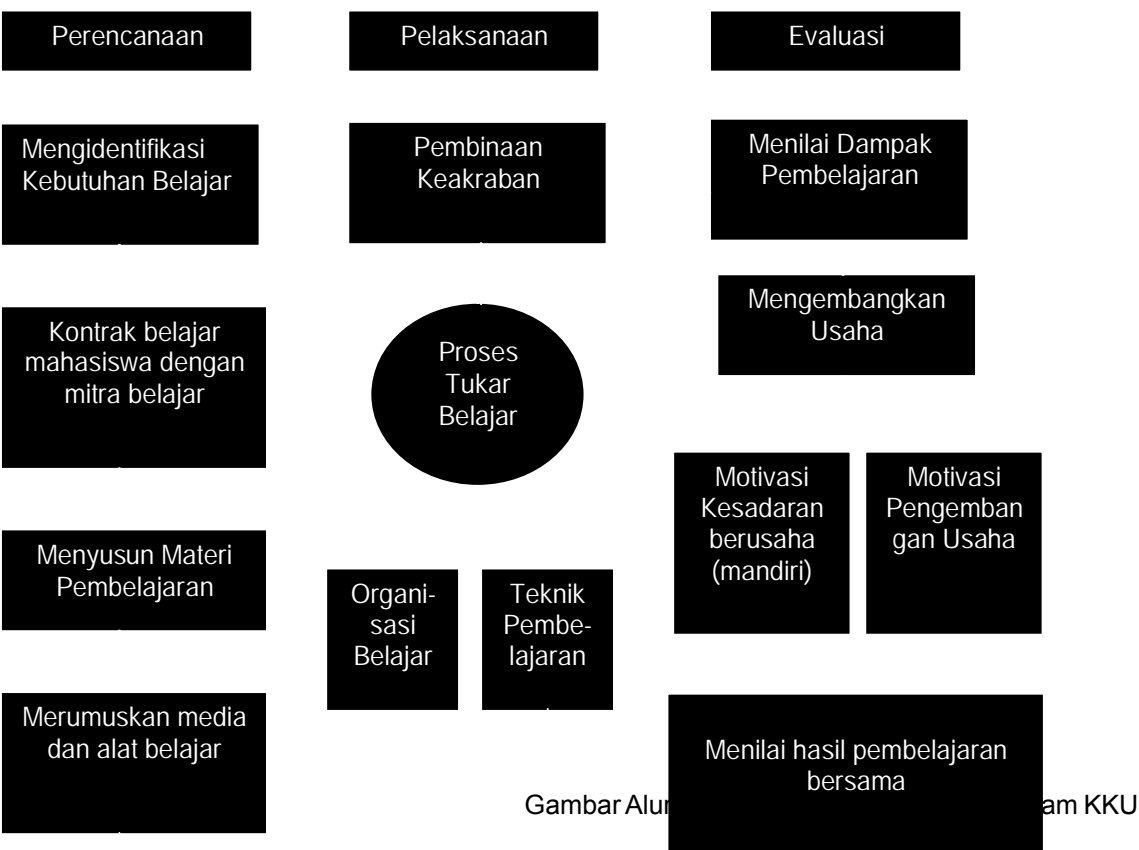 Perencanaan
Mengidentifikasi
Kebutuhan Belajar
Kontrak belajar
mahasiswa dengan
mitra belajar
Menyusun Materi
Pembelajaran
Merumuskan media
dan alat belajar
Pelaksanaan
Pembinaan
Keakraban
Proses
Tukar
Belajar
Organi-
sasi
Belajar
Teknik
Pembe-
lajaran
Evaluasi
Menilai Dampak
Pembelajaran
Mengembangkan
Usaha
Motivasi
Kesadaran
berusaha
(mandiri)
Motivasi
Pengemban
gan Usaha
Menilai hasil pembelajaran
bersama
Gambar KKU